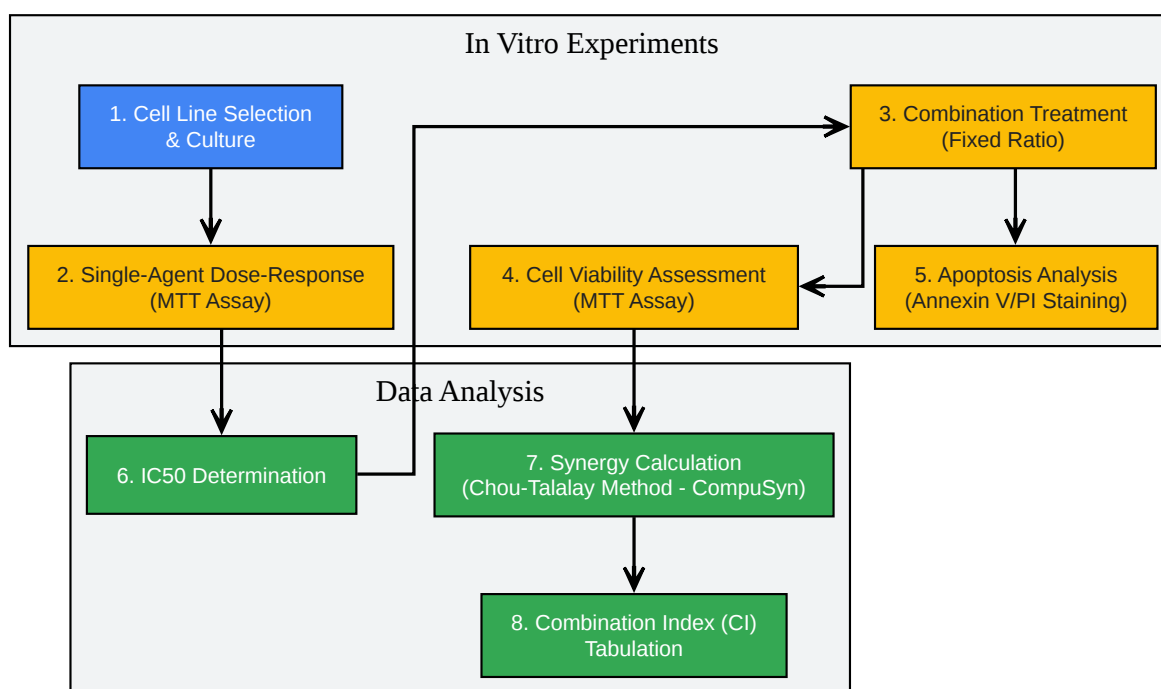 In Vitro Experiments
1. Cell Line Selection
& Culture
3. Combination Treatment
(Fixed Ratio)
2. Single-Agent Dose-Response
(MTT Assay)
4. Cell Viability Assessment
(MTT Assay)
5. Apoptosis Analysis
(Annexin V/PI Staining)
Data Analysis
6. IC50 Determination
7. Synergy Calculation
(Chou-Talalay Method - CompuSyn)
8. Combination Index (CI)
Tabulation